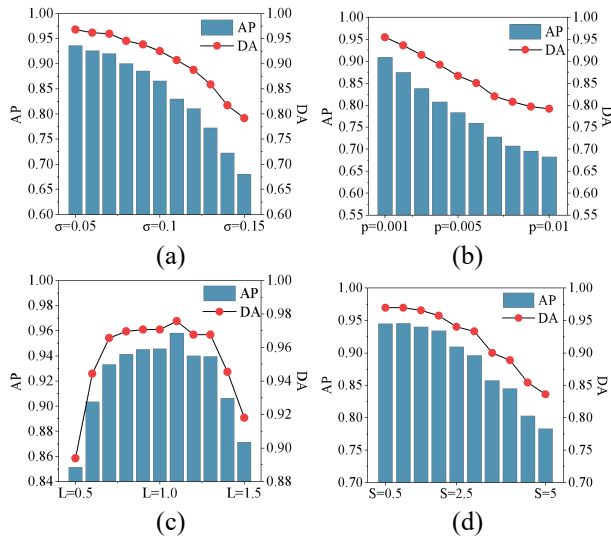 1.00 1.00
0.95 0.95
0.90 0.90
0.85 0.85
0.80 0.80
0.75 0.75
0.70 0.70
0.65 0.65
0.60 0.60
AP
DA
AP
DA
σ=0.05 σ=0.1 σ=0.15
(a)
1.00 1.00
0.95 0.95
0.90 0.90
0.85 0.85
0.80 0.80
0.75 0.75
0.70 0.70
0.65 0.65
0.60 0.60
0.55 0.55
AP
DA
AP
DA
p=0.001 p=0.005 p=0.01
(b)
1.00 1.00
0.98 0.98
0.96 0.96
0.94 0.94
0.92 0.92
0.90 0.90
0.88 0.88
0.86
0.84
AP
DA
AP
DA
L=0.5 L=1.0 L=1.5
(c)
1.00 1.00
0.95 0.95
0.90 0.90
0.85 0.85
0.80 0.80
0.75 0.75
0.70 0.70
AP
DA
AP
DA
S=0.5 S=2.5 S=5
(d)